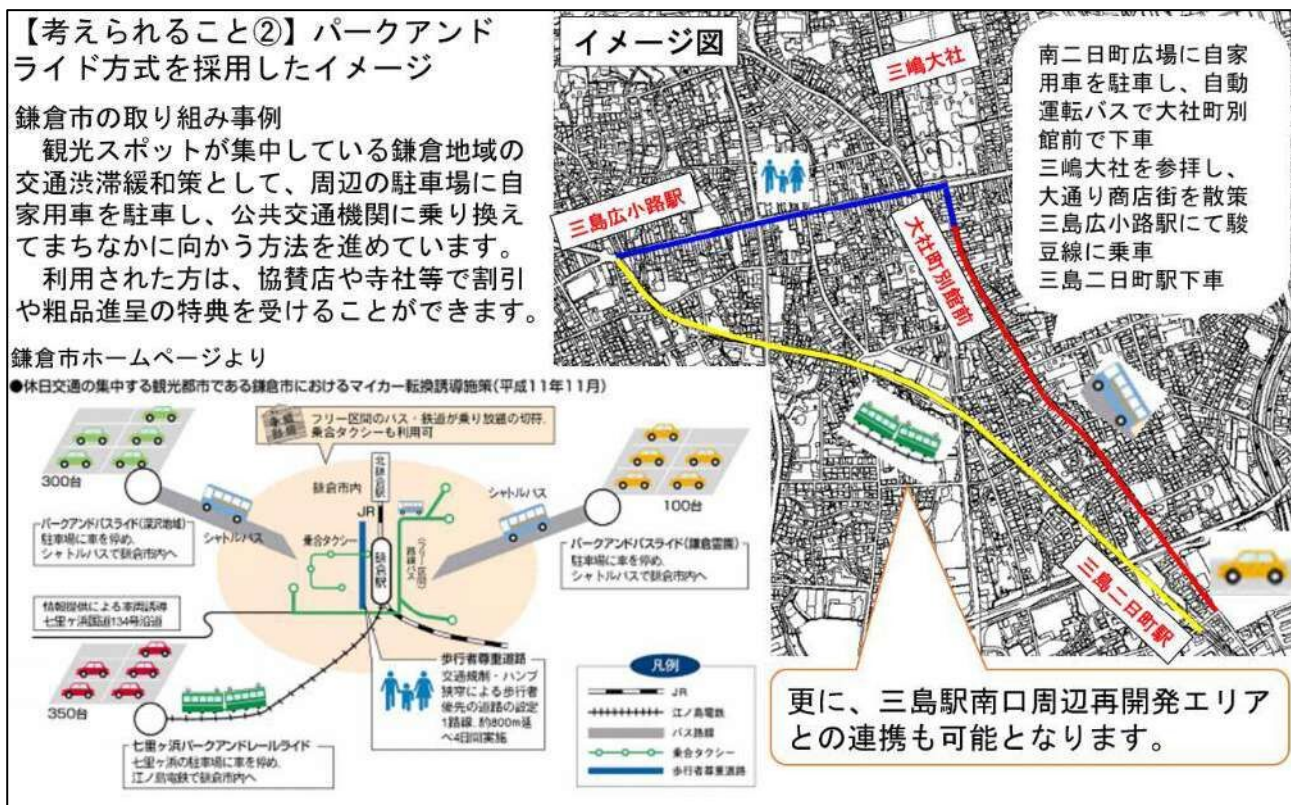 【考えられること②】パークアンド
ライド方式を採用したイメージ
鎌倉市の取り組み事例
観光スポットが集中している鎌倉地域の
交通渋滞緩和策として、周辺の駐車場に自
家用車を駐車し、公共交通機関に乗り換え
てまちなかに向かう方法を進めています。
利用された方は、協賛店や寺社等で割引
や粗品進呈の特典を受けることができます。
鎌倉市ホームページより
●休日交通の集中する観光都市である鎌倉市におけるマイカー転換誘導施策(平成11年11月)
フリー区間のバス・鉄道が乗り放題の切符.
乗合タクシーも利用可
300台
鎌倉市内
北鎌倉駅
JR
シャトルバス
100台
パークアンドバスライド(深沢地域)
駐車場に車を停め.
シャトルバスで鎌倉市内へ
シャトルバス
乗合タクシー
鎌倉駅
路線バス
(フリー区間)
パークアンドバスライド(鎌倉霊園)
駐車場に車を停め.
シャトルバスで鎌倉市内へ
情報提供による車両誘導
七里ヶ浜国道134号沿道
350台
歩行者尊重道路
交通規制・ハンプ
狭窄による歩行者
優先の道路の設定
1路線. 約800m延
べ4日間実施
七里ヶ浜パークアンドレールライド
七里ヶ浜の駐車場に車を停め.
江ノ島電鉄で鎌倉市内へ
凡例
JR
江ノ島電鉄
バス路線
乗合タクシー
歩行者尊重道路
イメージ図
三嶋大社
三島広小路駅
大社町別館前
三島二日町駅
南二日町広場に自家
用車を駐車し、自動
運転バスで大社町別
館前で下車
三嶋大社を参拝し、
大通り商店街を散策
三島広小路駅にて駿
豆線に乗車
三島二日町駅下車
更に、三島駅南口周辺再開発エリア
との連携も可能となります。